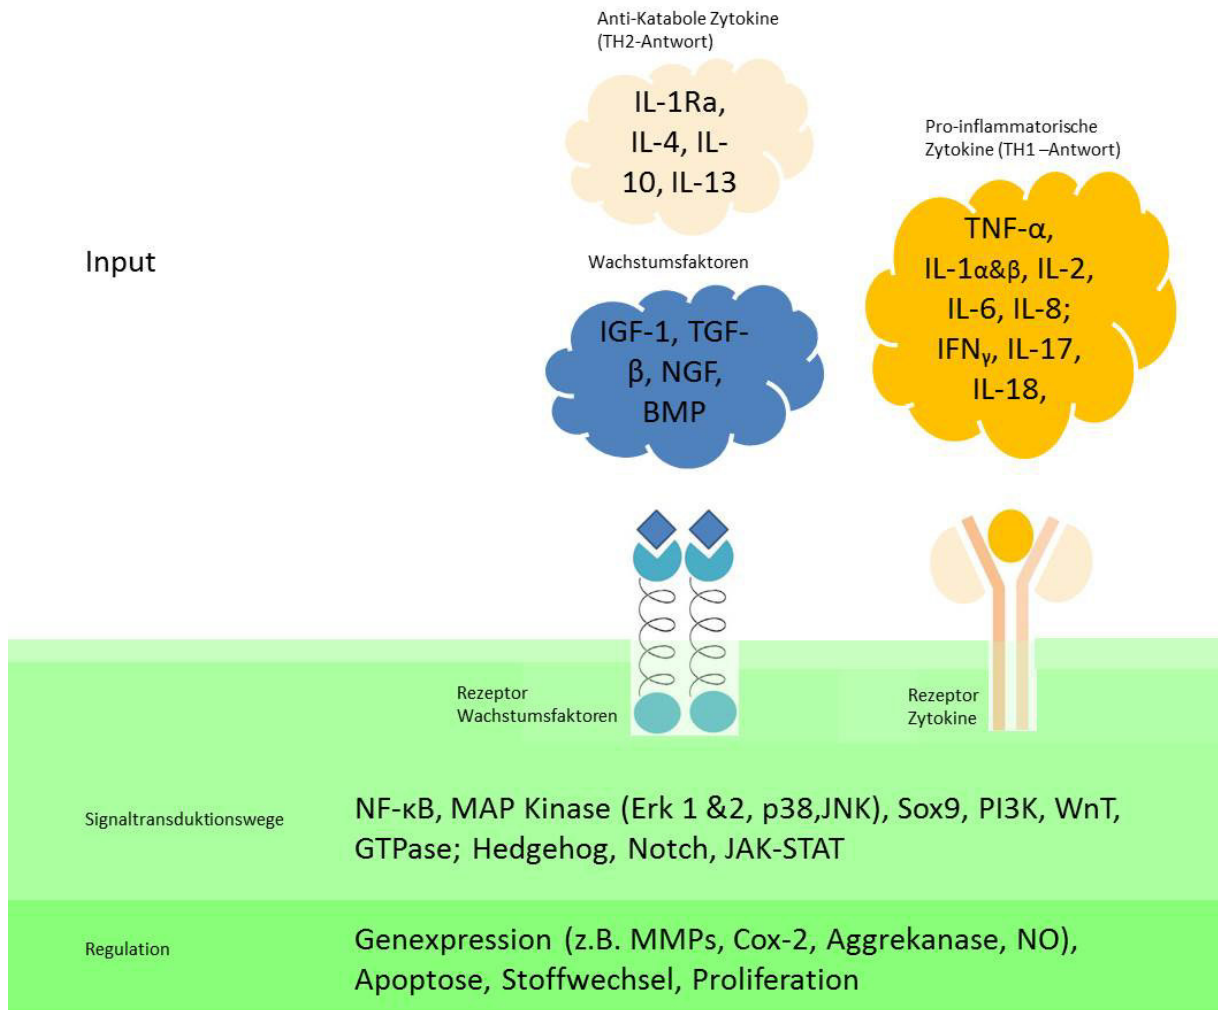 Anti-Katabole Zytokine
(TH2-Antwort)
IL-1Ra,
IL-4, IL-
10, IL-13
Pro-inflammatorische
Zytokine (TH1 –Antwort)
TNF-α,
IL-1α&β, IL-2,
IL-6, IL-8;
IFNγ, IL-17,
IL-18,
Input
Wachstumsfaktoren
IGF-1, TGF-
β, NGF,
BMP
Rezeptor
Wachstumsfaktoren
Rezeptor
Zytokine
Signaltransduktionswege
NF-κB, MAP Kinase (Erk 1 &2, p38,JNK), Sox9, PI3K, WnT,
GTPase; Hedgehog, Notch, JAK-STAT
Regulation
Genexpression (z.B. MMPs, Cox-2, Aggrekanase, NO),
Apoptose, Stoffwechsel, Proliferation